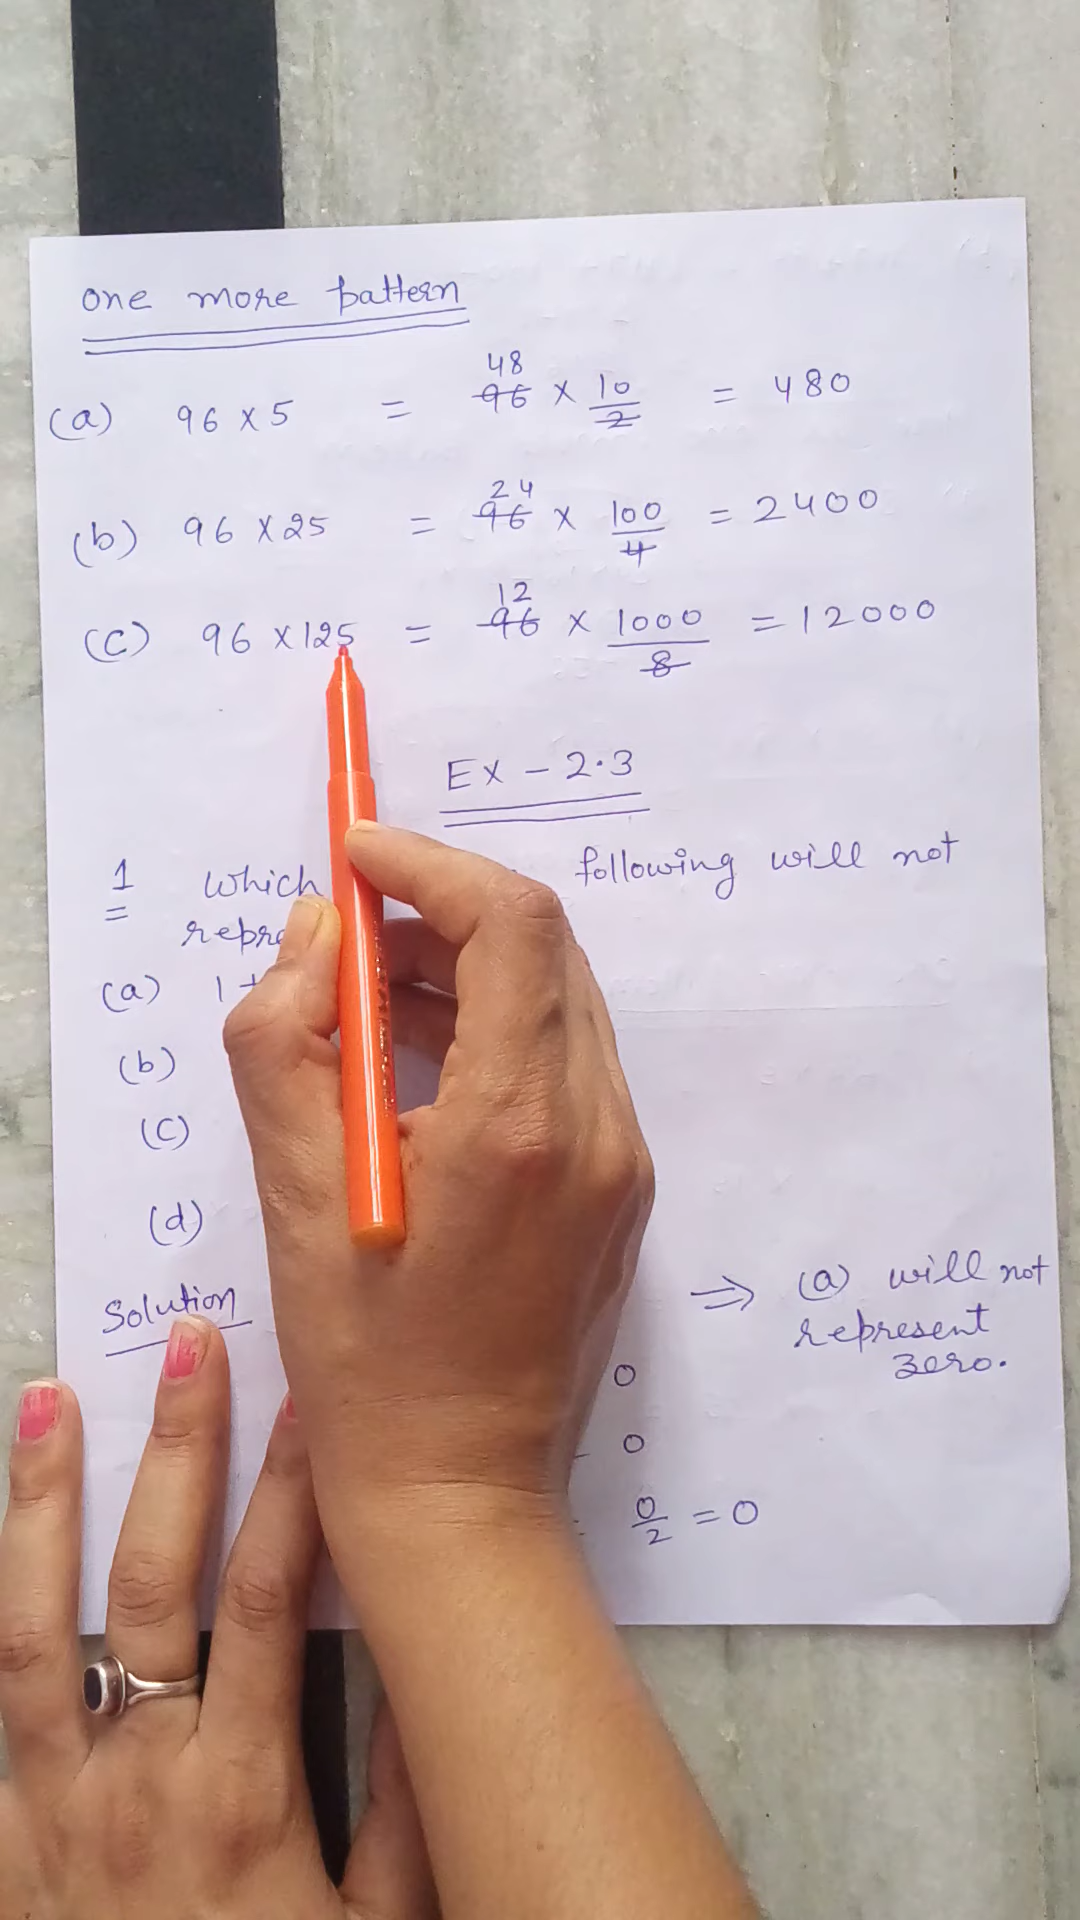 one more pattern
(a) 96 × 5 = 48 96 × 10/2 = 480
(b) 96 × 25 = 24 96 × 100/4 = 2400
(c) 96 × 125 = 12 96 × 1000/8 = 12000
Ex - 2.3
1 which following will not
(a) 1 +
(b)
(c)
(d)
Solution ⇒ (a) will not
represent
zero.
0
0
0/2 = 0